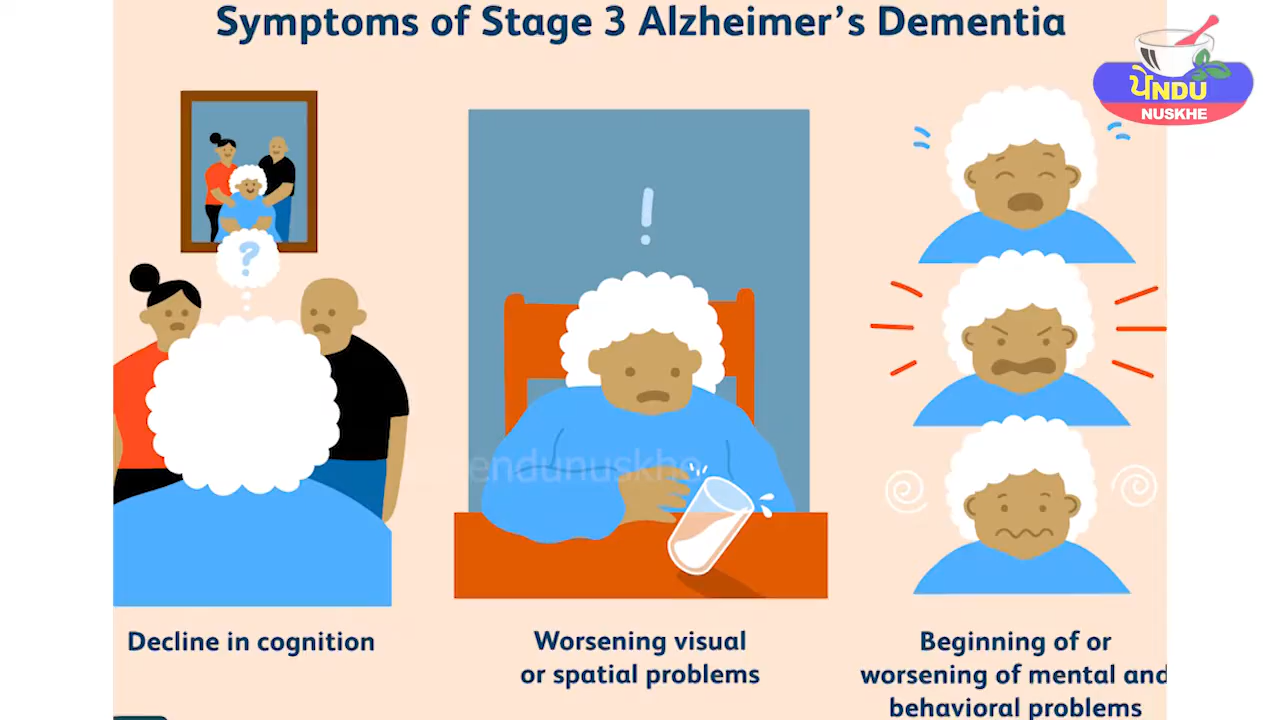 Symptoms of Stage 3 Alzheimer's Dementia
ਪੇNDU
NUSKHE
?
!
endunuskhe
Decline in cognition
Worsening visual
or spatial problems
Beginning of or
worsening of mental and
behavioral problems